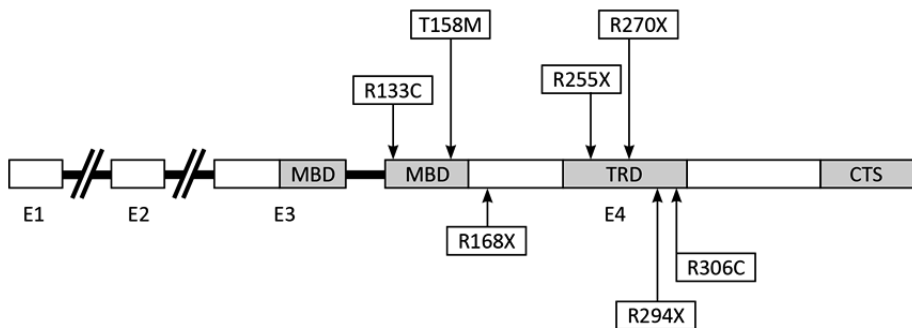 T158M
R270X
R133C
R255X
MBD
MBD
TRD
CTS
E1
E2
E3
E4
R168X
R306C
R294X